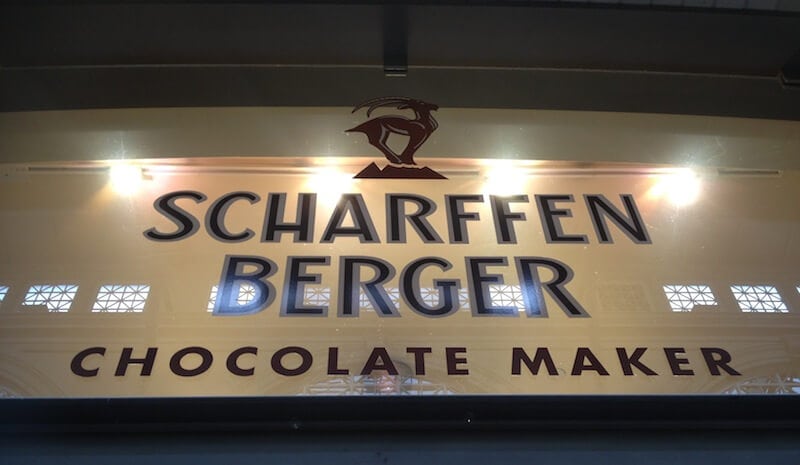 SCHARFFEN
BERGER
CHOCOLATE MAKER